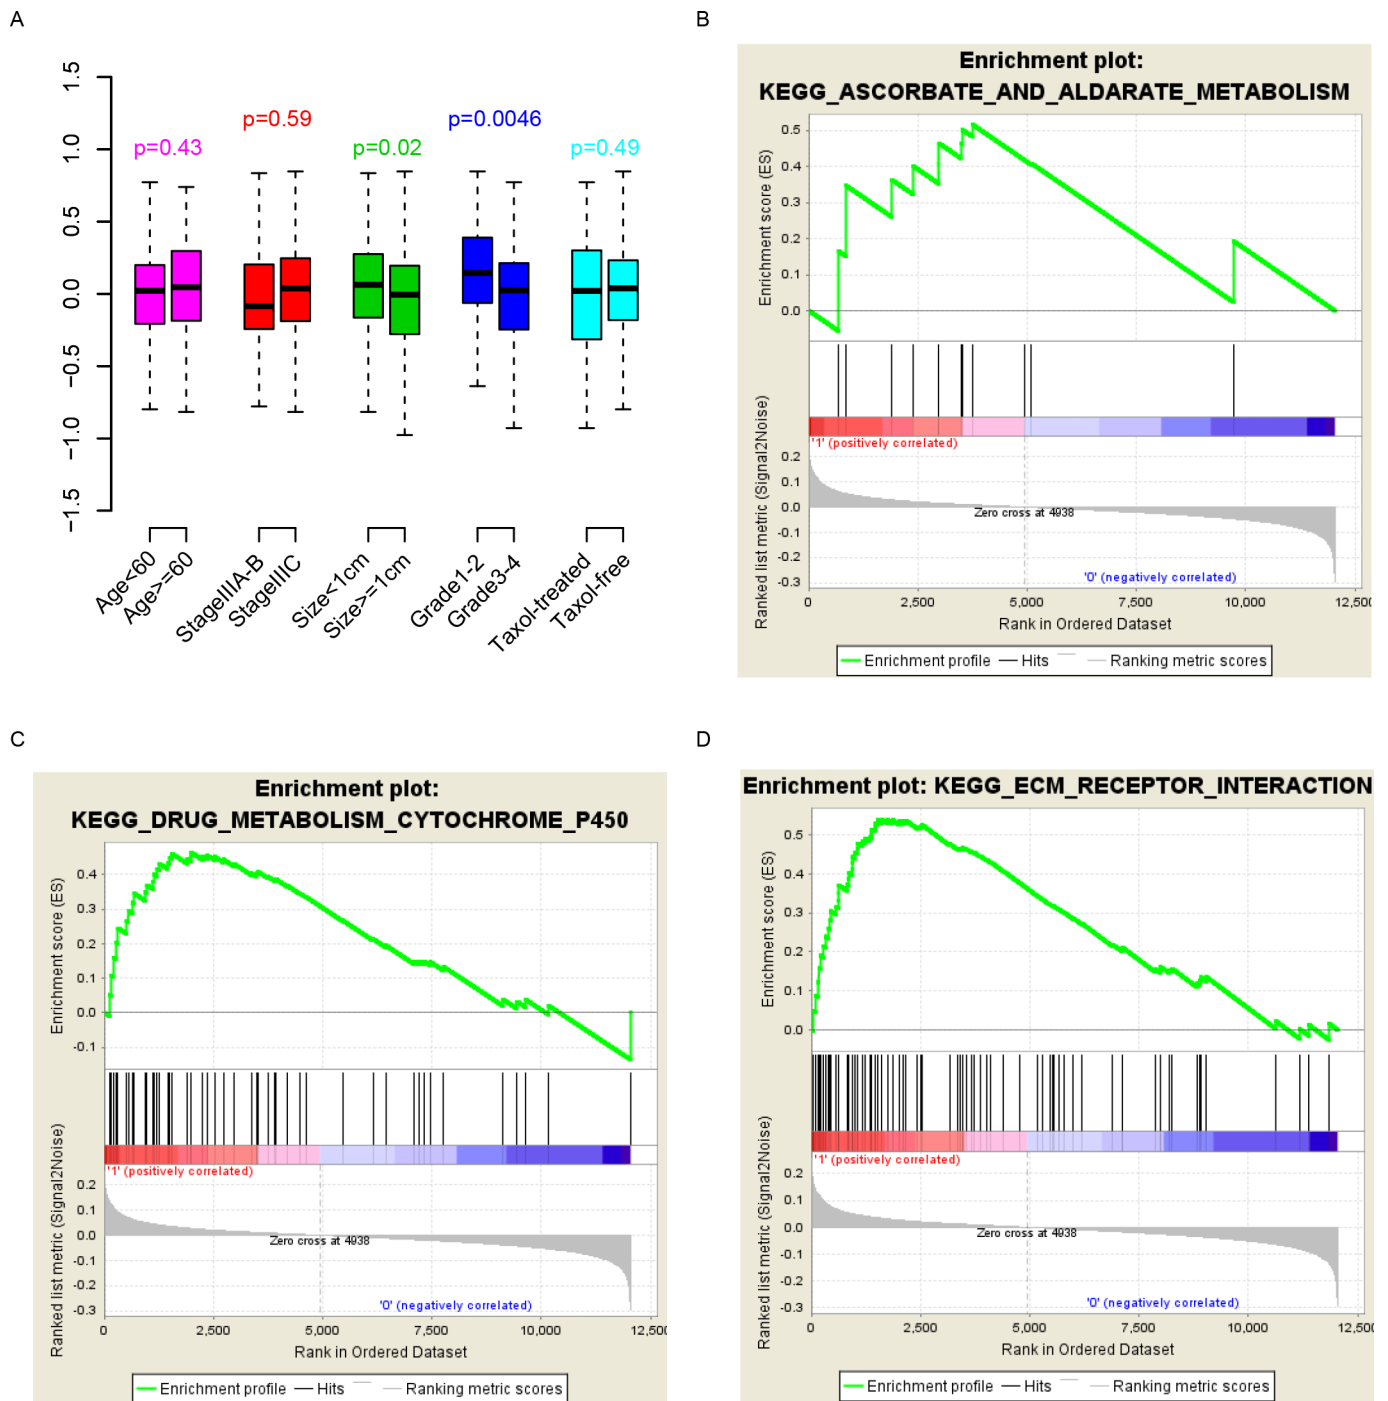 A
1.5
1.0
0.5
0.0
−0.5
−1.0
−1.5
p=0.43
p=0.59
p=0.02
p=0.0046
p=0.49
Age<60
Age>=60
StageIIIA-B
StageIIIC
Size<1cm
Size>=1cm
Grade1-2
Grade3-4
Taxol-treated
Taxol-free
B
Enrichment plot:
KEGG_ASCORBATE_AND_ALDARATE_METABOLISM
Enrichment score (ES)
0.5
0.4
0.3
0.2
0.1
0.0
'1' (positively correlated)
Ranked list metric (Signal2Noise)
0.2
0.1
0.0
-0.1
-0.2
-0.3
Zero cross at 4938
'0' (negatively correlated)
0 2,500 5,000 7,500 10,000 12,500
Rank in Ordered Dataset
Enrichment profile Hits Ranking metric scores
C
Enrichment plot:
KEGG_DRUG_METABOLISM_CYTOCHROME_P450
Enrichment score (ES)
0.4
0.3
0.2
0.1
0.0
-0.1
'1' (positively correlated)
Ranked list metric (Signal2Noise)
0.2
0.1
0.0
-0.1
-0.2
-0.3
Zero cross at 4938
'0' (negatively correlated)
0 2,500 5,000 7,500 10,000 12,500
Rank in Ordered Dataset
Enrichment profile Hits Ranking metric scores
D
Enrichment plot: KEGG_ECM_RECEPTOR_INTERACTION
Enrichment score (ES)
0.5
0.4
0.3
0.2
0.1
0.0
'1' (positively correlated)
Ranked list metric (Signal2Noise)
0.2
0.1
0.0
-0.1
-0.2
-0.3
Zero cross at 4938
'0' (negatively correlated)
0 2,500 5,000 7,500 10,000 12,500
Rank in Ordered Dataset
Enrichment profile Hits Ranking metric scores